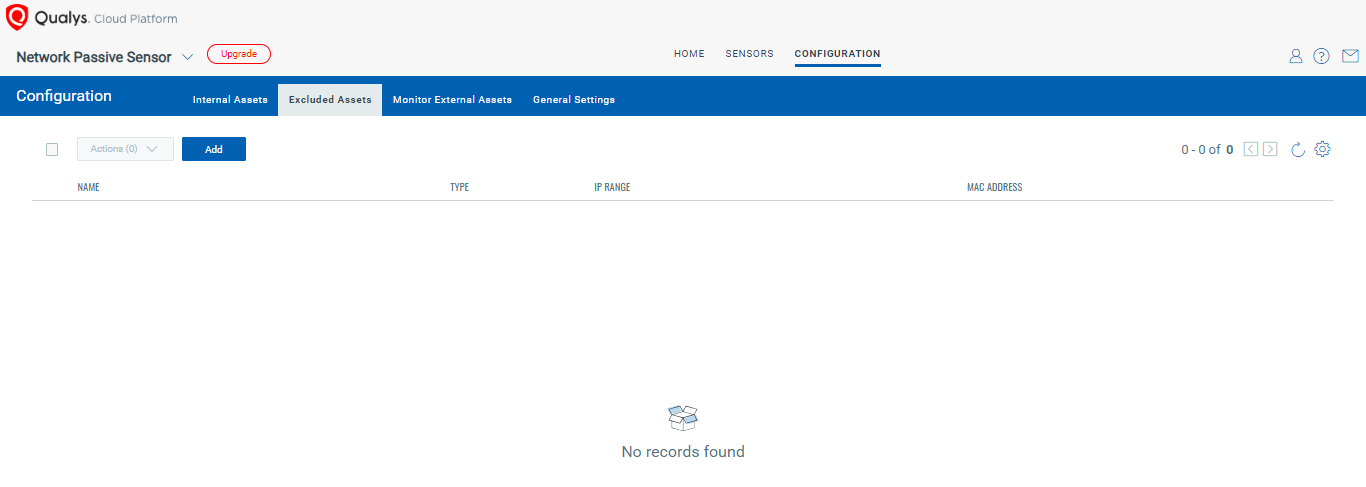 Qualys. Cloud Platform
Network Passive Sensor Upgrade HOME SENSORS CONFIGURATION ?
Configuration Internal Assets Excluded Assets Monitor External Assets General Settings
Actions (0) Add 0 - 0 of 0
NAME TYPE IP RANGE MAC ADDRESS
No records found